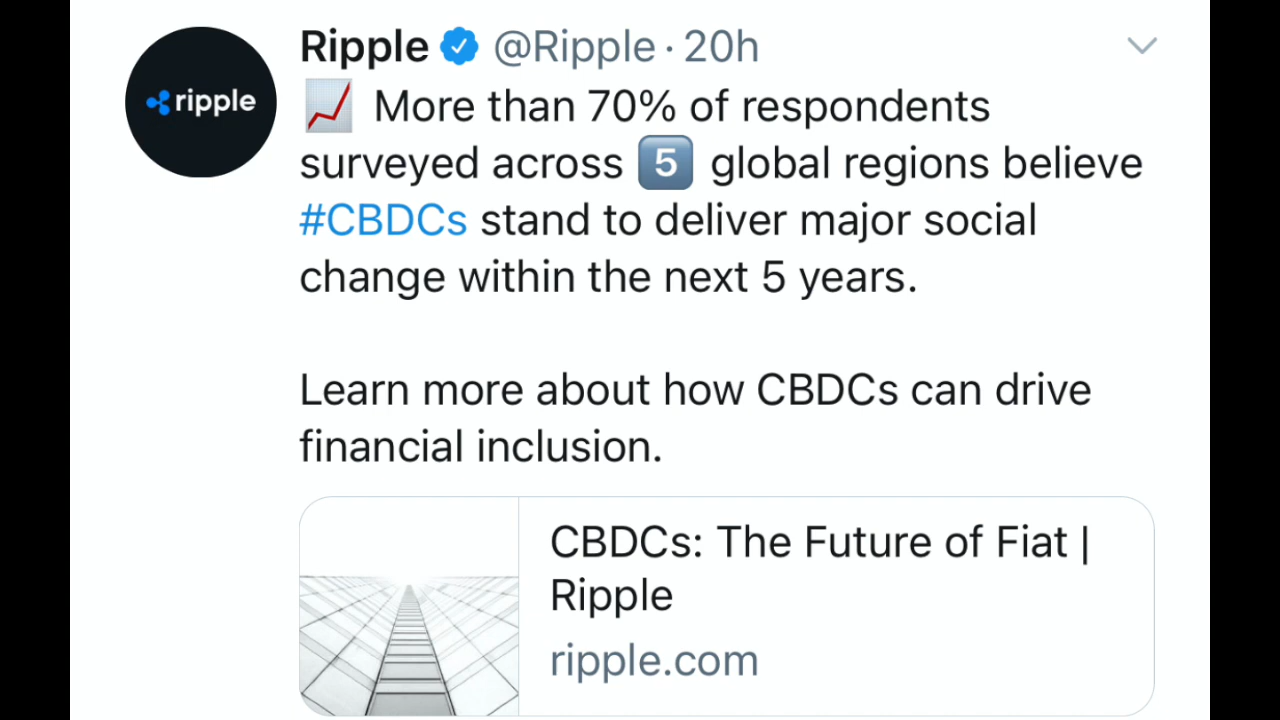 Ripple @Ripple · 20h
ripple
📈 More than 70% of respondents
surveyed across 5️⃣ global regions believe
#CBDCs stand to deliver major social
change within the next 5 years.
Learn more about how CBDCs can drive
financial inclusion.
CBDCs: The Future of Fiat |
Ripple
ripple.com